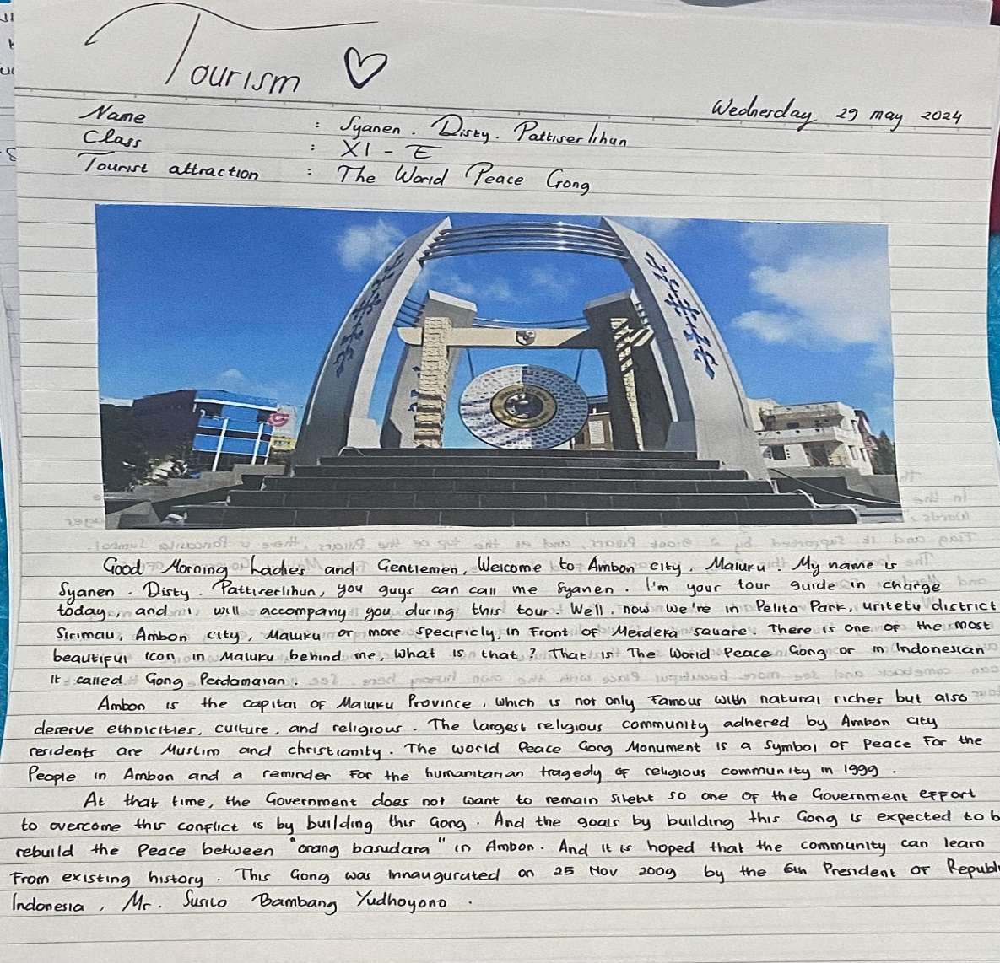 Tourism ♡
Wednesday 29 may 2024
Name : Syanen . Disty . Pattiserlihun
Class : XI - E
Tourist attraction : The World Peace Gong
Good Morning Ladies and Gentlemen, Welcome to Ambon city , Maluku ! My name is
Syanen . Disty . Pattiserlihun, you guys can call me Syanen . I'm your tour guide in charge
today and i will accompany you during this tour Well , now we're in Pelita Park, uritetu district
Sirimau, Ambon city, Maluku or more specificly, in Front of Merdeka square . There is one of the most
beautiful icon in Maluku behind me, what is that ? That is The World Peace Gong or in Indonesian
it called Gong Perdamaian .
Ambon is the capital of Maluku Province , which is not only famous with natural riches but also
deserve ethnicities, culture, and religious . The largest religious community adhered by Ambon city
residents are Muslim and christianity . The world Peace Gong Monument is a symbol of peace for the
People in Ambon and a reminder for the humanitarian tragedy of religious community in 1999 .
At that time, the Government does not want to remain silent so one of the Government effort
to overcome this conflict is by building this Gong . And the goals by building this Gong is expected to
rebuild the Peace between "orang basudara" in Ambon . And it is hoped that the community can learn
From existing history . This Gong was innaugurated on 25 Nov 2009 by the 6th President of
Indonesia , Mr . Susilo Bambang Yudhoyono .